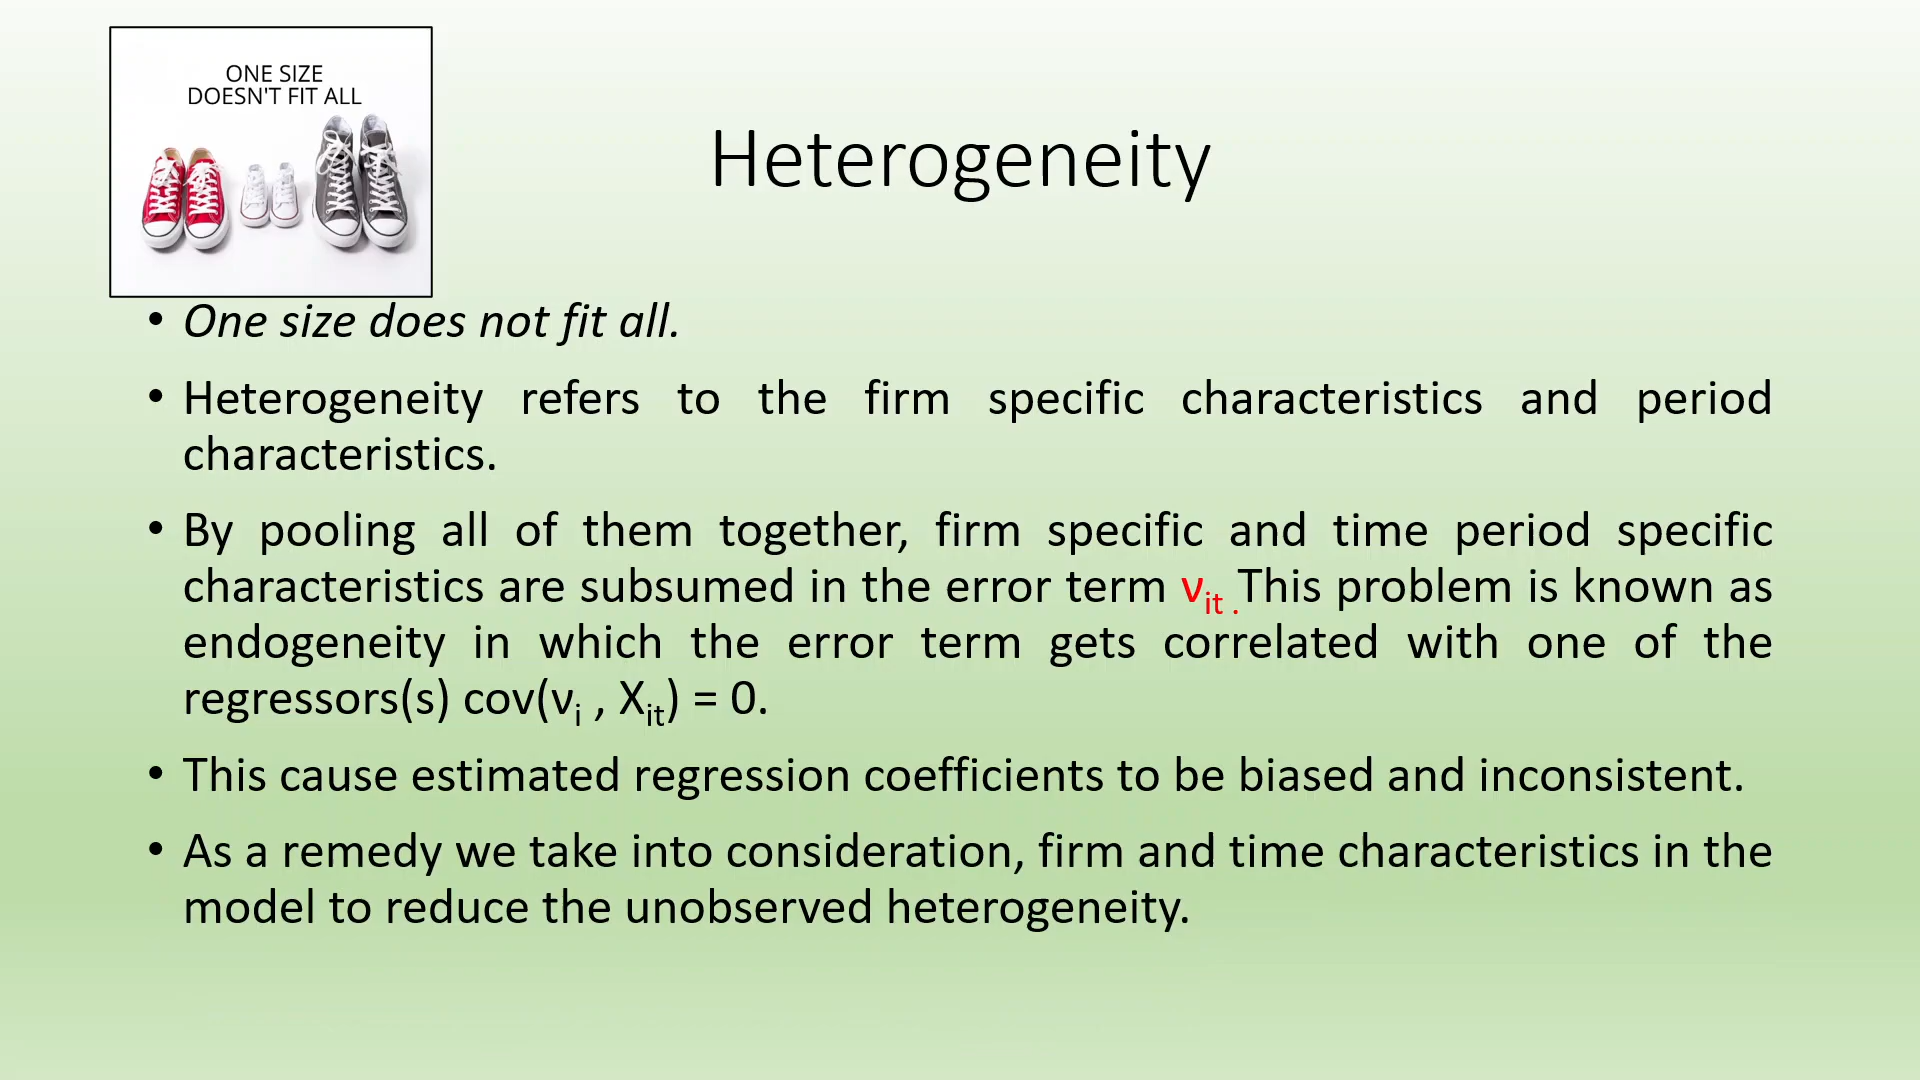 ONE SIZE
DOESN'T FIT ALL
Heterogeneity
• One size does not fit all.
• Heterogeneity refers to the firm specific characteristics and period
characteristics.
• By pooling all of them together, firm specific and time period specific
characteristics are subsumed in the error term νit .This problem is known as
endogeneity in which the error term gets correlated with one of the
regressors(s) cov(νi , Xit) = 0.
• This cause estimated regression coefficients to be biased and inconsistent.
• As a remedy we take into consideration, firm and time characteristics in the
model to reduce the unobserved heterogeneity.